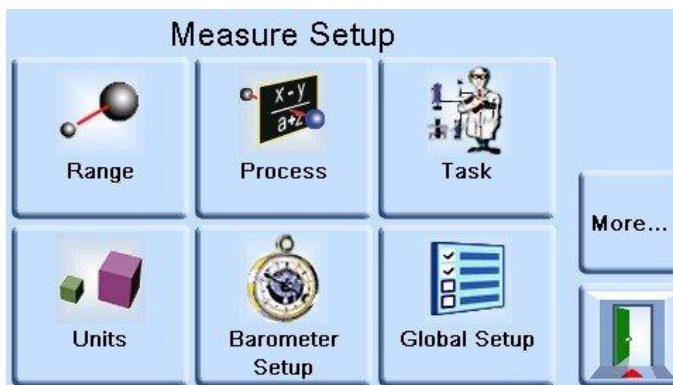 Measure Setup
Range
Process
x-y
a+z
Task
More...
Units
Barometer
Setup
Global Setup